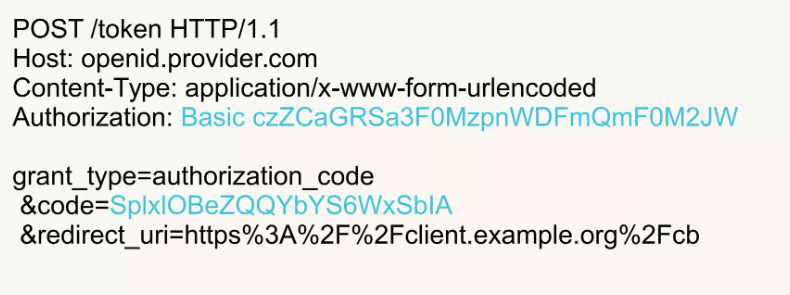 POST /token HTTP/1.1
Host: openid.provider.com
Content-Type: application/x-www-form-urlencoded
Authorization: Basic czZCaGRSa3F0MzpnWDFmQmF0M2JW
grant_type=authorization_code
&code=SplxlOBeZQQYbYS6WxSbIA
&redirect_uri=https%3A%2F%2Fclient.example.org%2Fcb